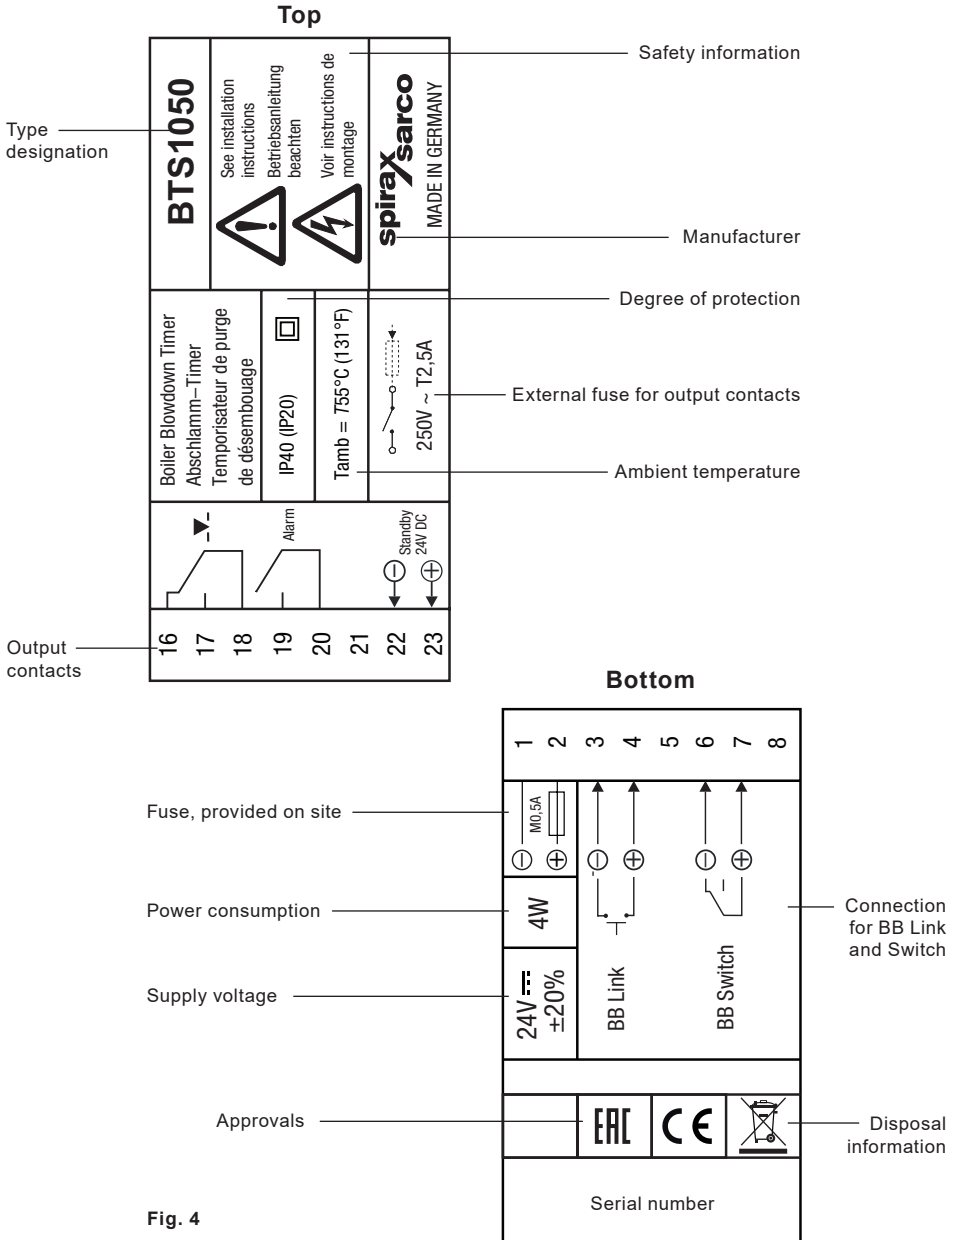 Top
Safety information
Type
designation
BTS1050
See installation
instructions
Betriebsanleitung
beachten
Voir instructions de
montage
spirax
sarco
MADE IN GERMANY
Manufacturer
Degree of protection
Boiler Blowdown Timer
Abschlamm–Timer
Temporisateur de purge
de désembouage
IP40 (IP20)
Tamb = T55°C (131°F)
250V ~ T2,5A
External fuse for output contacts
Ambient temperature
Alarm
Standby
24V DC
Output
contacts
16
17
18
19
20
21
22
23
Bottom
1
2
3
4
5
6
7
8
Fuse, provided on site
M0,5A
Power consumption
4W
Connection
for BB Link
and Switch
Supply voltage
24V
±20%
BB Link
BB Switch
Approvals
EAC
CE
Disposal
information
Serial number
Fig. 4